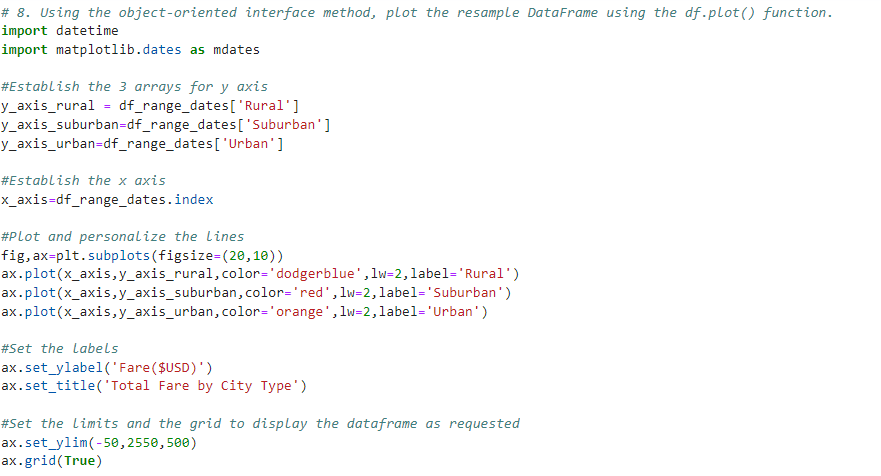 # 8. Using the object-oriented interface method, plot the resample DataFrame using the df.plot() function.
import datetime
import matplotlib.dates as mdates
#Establish the 3 arrays for y axis
y_axis_rural = df_range_dates['Rural']
y_axis_suburban=df_range_dates['Suburban']
y_axis_urban=df_range_dates['Urban']
#Establish the x axis
x_axis=df_range_dates.index
#Plot and personalize the lines
fig,ax=plt.subplots(figsize=(20,10))
ax.plot(x_axis,y_axis_rural,color='dodgerblue',lw=2,label='Rural')
ax.plot(x_axis,y_axis_suburban,color='red',lw=2,label='Suburban')
ax.plot(x_axis,y_axis_urban,color='orange',lw=2,label='Urban')
#Set the labels
ax.set_ylabel('Fare($USD)')
ax.set_title('Total Fare by City Type')
#Set the limits and the grid to display the dataframe as requested
ax.set_ylim(-50,2550,500)
ax.grid(True)